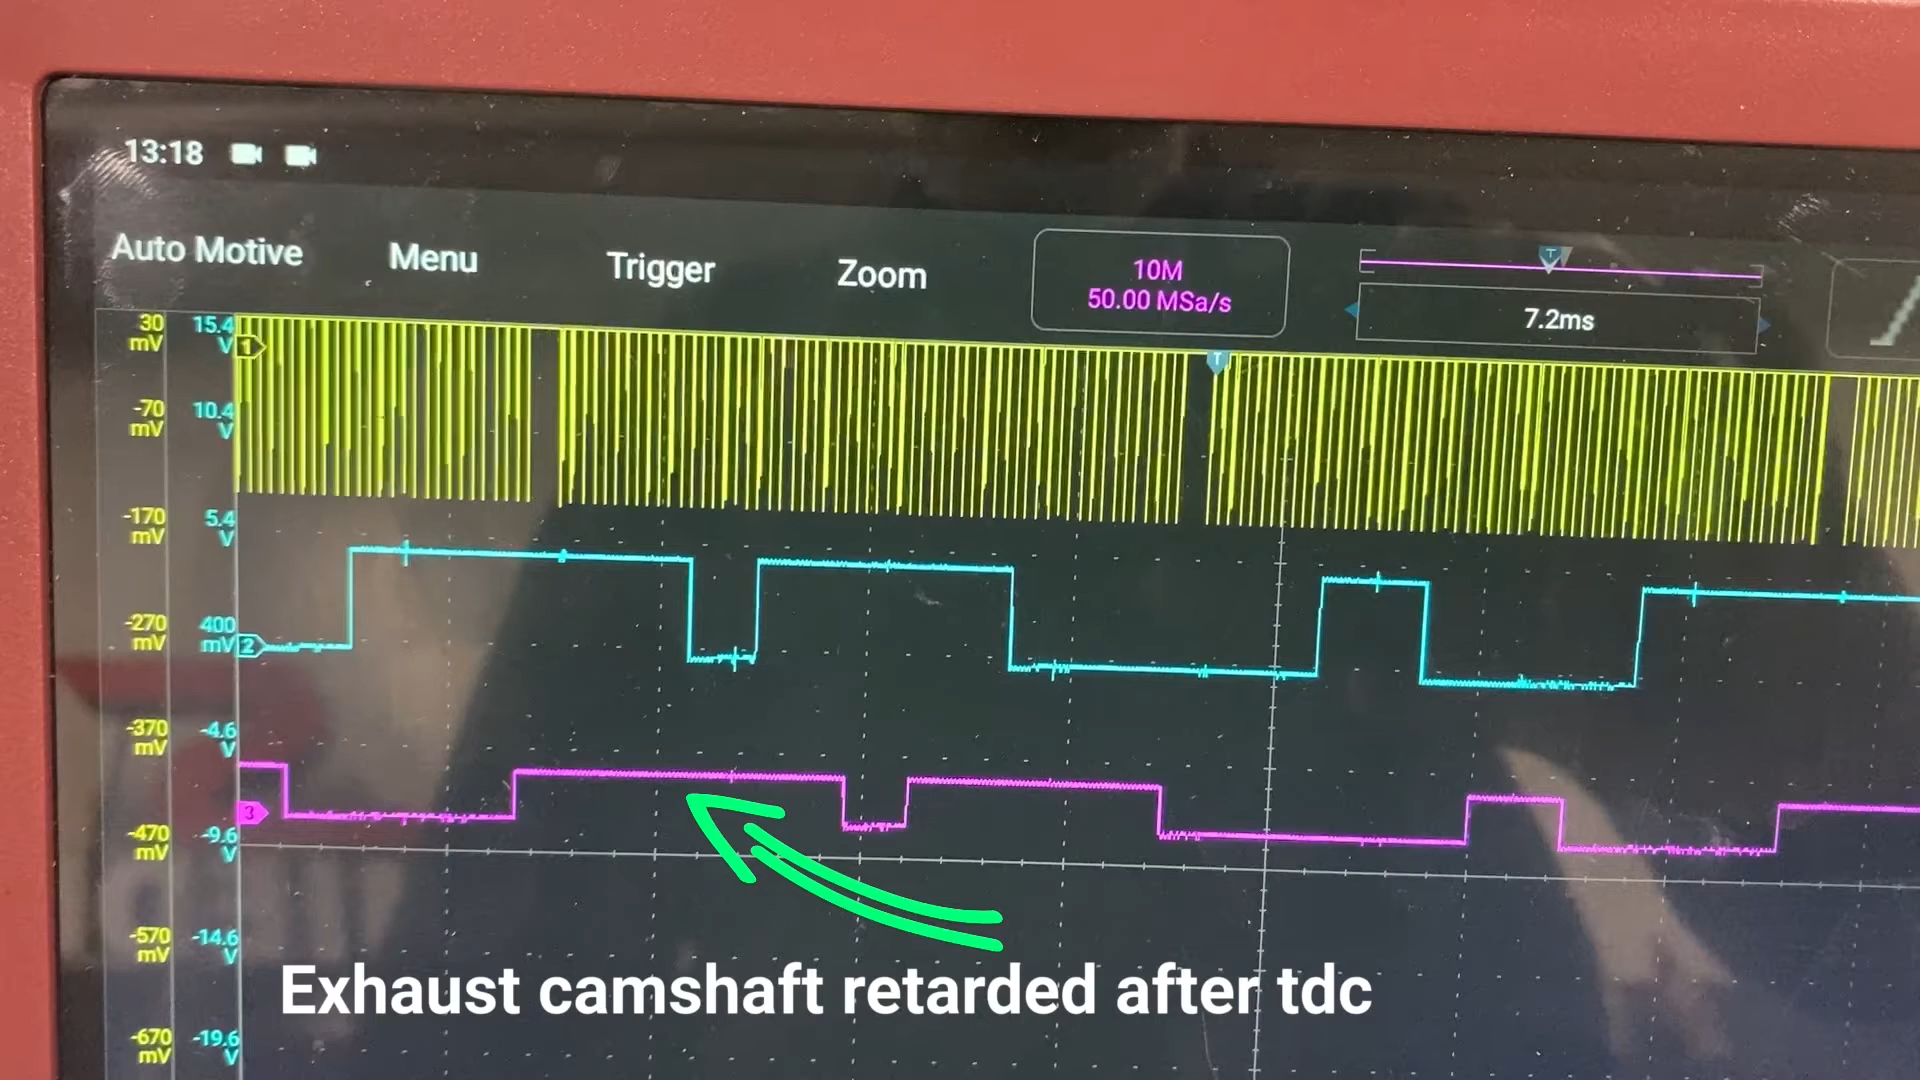 13:18
Auto Motive
Menu
Trigger
Zoom
10M
50.00 MSa/s
T
7.2ms
30
mV
15.4
V
1
T
-70
mV
10.4
V
-170
mV
5.4
V
-270
mV
400
mV
2
-370
mV
-4.6
V
3
-470
mV
-9.6
V
-570
mV
-14.6
V
Exhaust camshaft retarded after tdc
-670
mV
-19.6
V